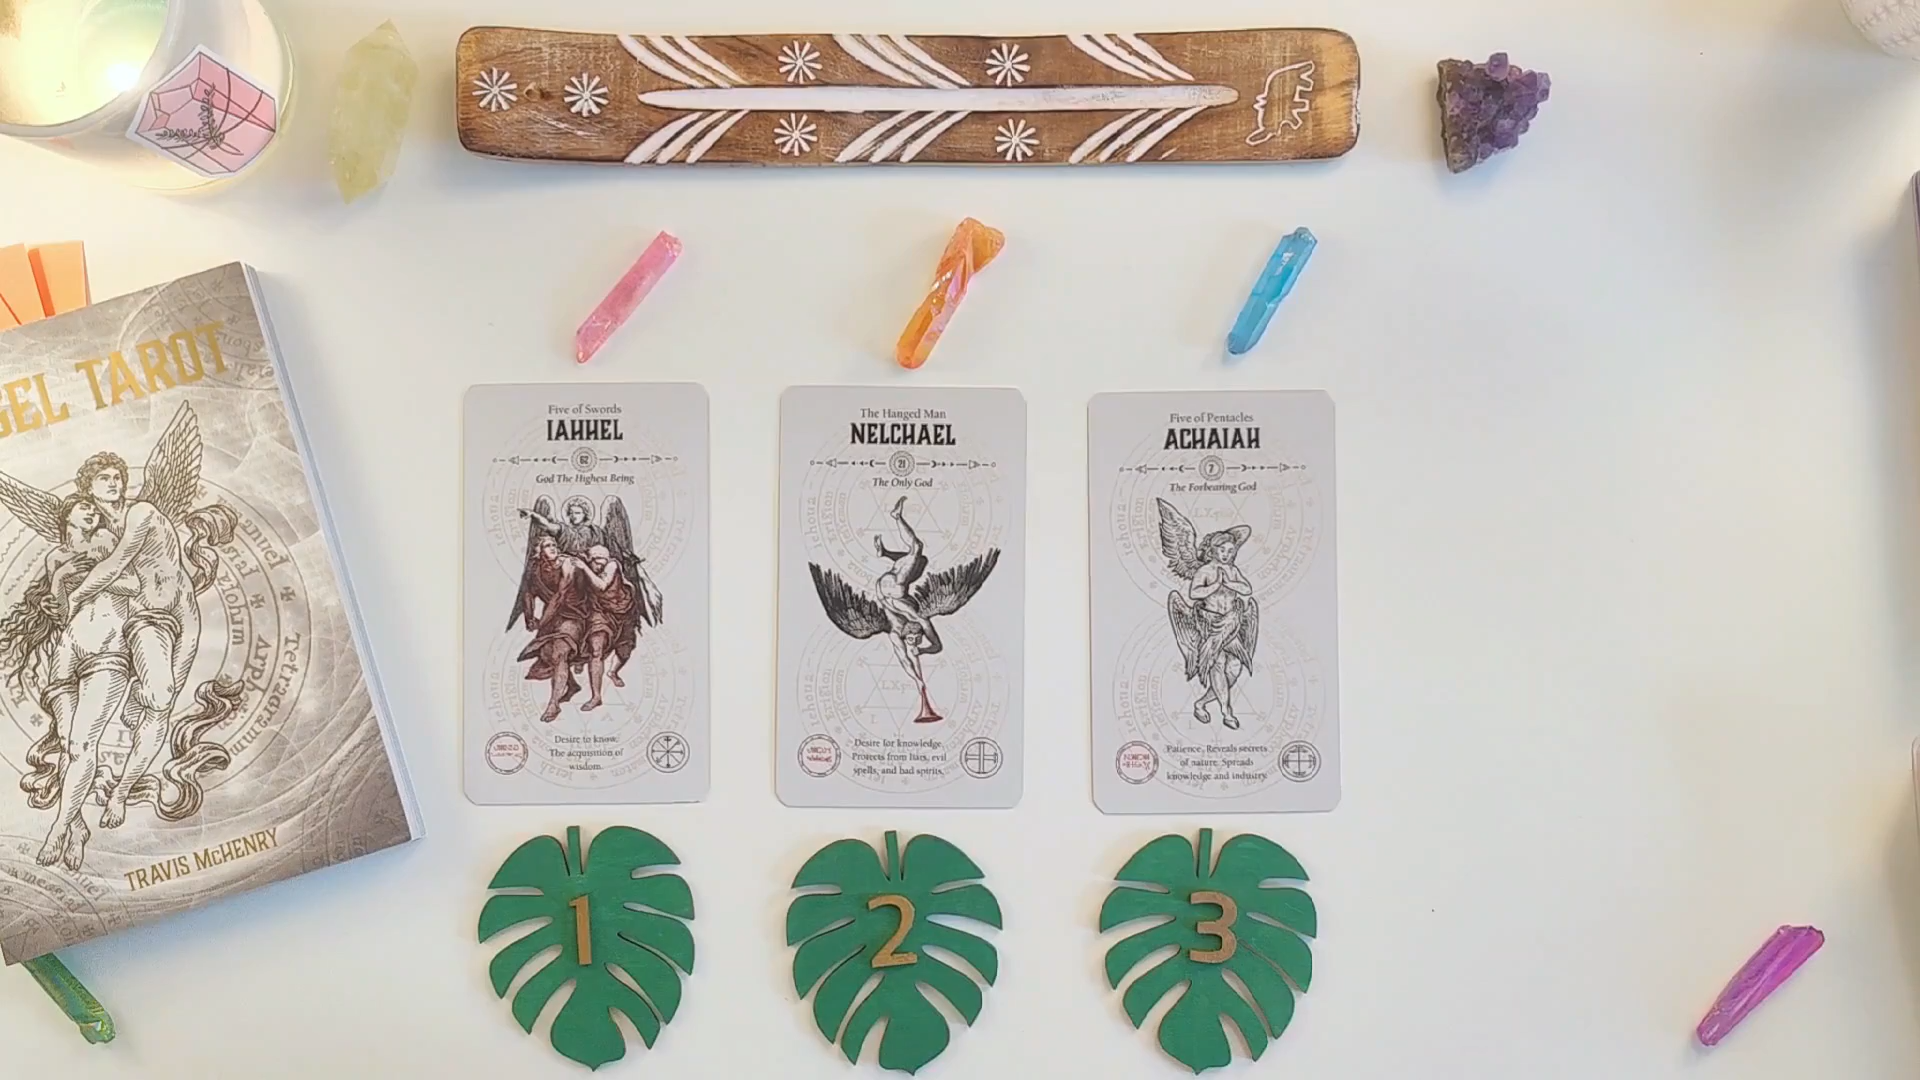 GEL TAROT
TRAVIS McHENRY
Five of Swords
IAHHEL
62
God The Highest Being
Desire to know.
The acquisition of
wisdom.
The Hanged Man
NELCHAEL
21
The Only God
Desire for knowledge.
Protects from liars, evil
spells, and bad spirits.
Five of Pentacles
ACHAIAH
7
The Forbearing God
Patience. Reveals secrets
of nature. Spreads
knowledge and industry.
1
2
3